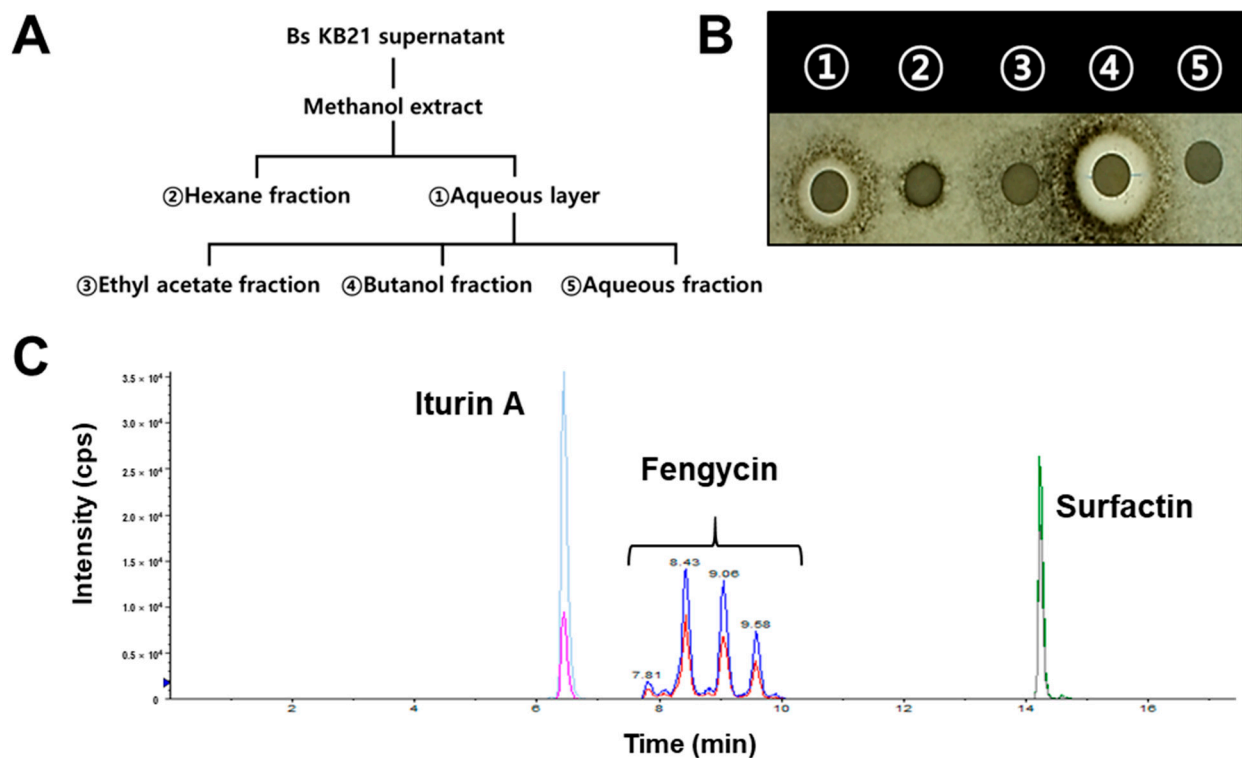 A
Bs KB21 supernatant
Methanol extract
②Hexane fraction ①Aqueous layer
③Ethyl acetate fraction ④Butanol fraction ⑤Aqueous fraction
B
① ② ③ ④ ⑤
C
Intensity (cps)
3.5 × 10⁴
3.0 × 10⁴
2.5 × 10⁴
2.0 × 10⁴
1.5 × 10⁴
1.0 × 10⁴
0.5 × 10⁴
0
Iturin A
Fengycin
Surfactin
7.81 8.43 9.06 9.58
2 4 6 8 10 12 14 16
Time (min)